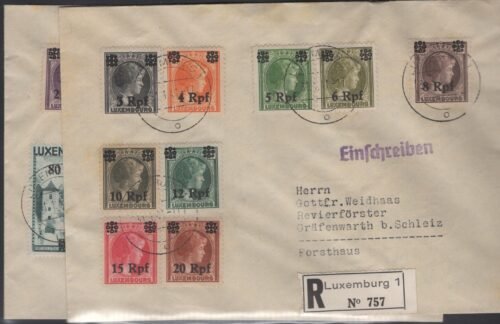 3 Rpf
LUXEMBOURG
4 Rpf
LUXEMBOURG
5 Rpf
LUXEMBOURG
6 Rpf
LUXEMBOURG
8 Rpf
LUXEMBOURG
10 Rpf
LUXEMBOURG
12 Rpf
LUXEMBOURG
15 Rpf
LUXEMBOURG
20 Rpf
LUXEMBOURG
80
Einschreiben
Herrn
Gottfr. Weidhaas
Revierförster
Gräfenwarth b.Schleiz
Forsthaus
R Luxemburg 1
No 757